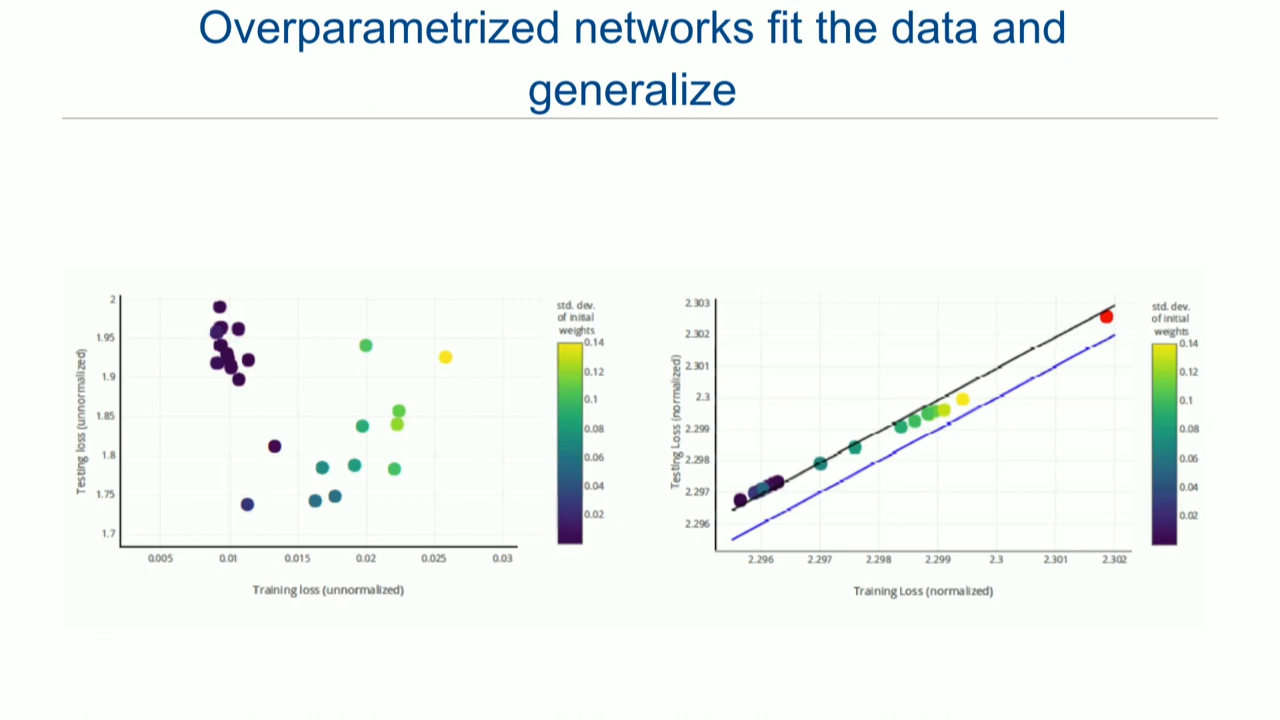 Overparametrized networks fit the data and
generalize
2
1.95
1.9
1.85
1.8
1.75
1.7
Testing loss (unnormalized)
0.005 0.01 0.015 0.02 0.025 0.03
Training loss (unnormalized)
std. dev.
of initial
weights
0.14
0.12
0.1
0.08
0.06
0.04
0.02
2.303
2.302
2.301
2.3
2.299
2.298
2.297
2.296
Testing Loss (normalized)
2.296 2.297 2.298 2.299 2.3 2.301 2.302
Training Loss (normalized)
std. dev.
of initial
weights
0.14
0.12
0.1
0.08
0.06
0.04
0.02